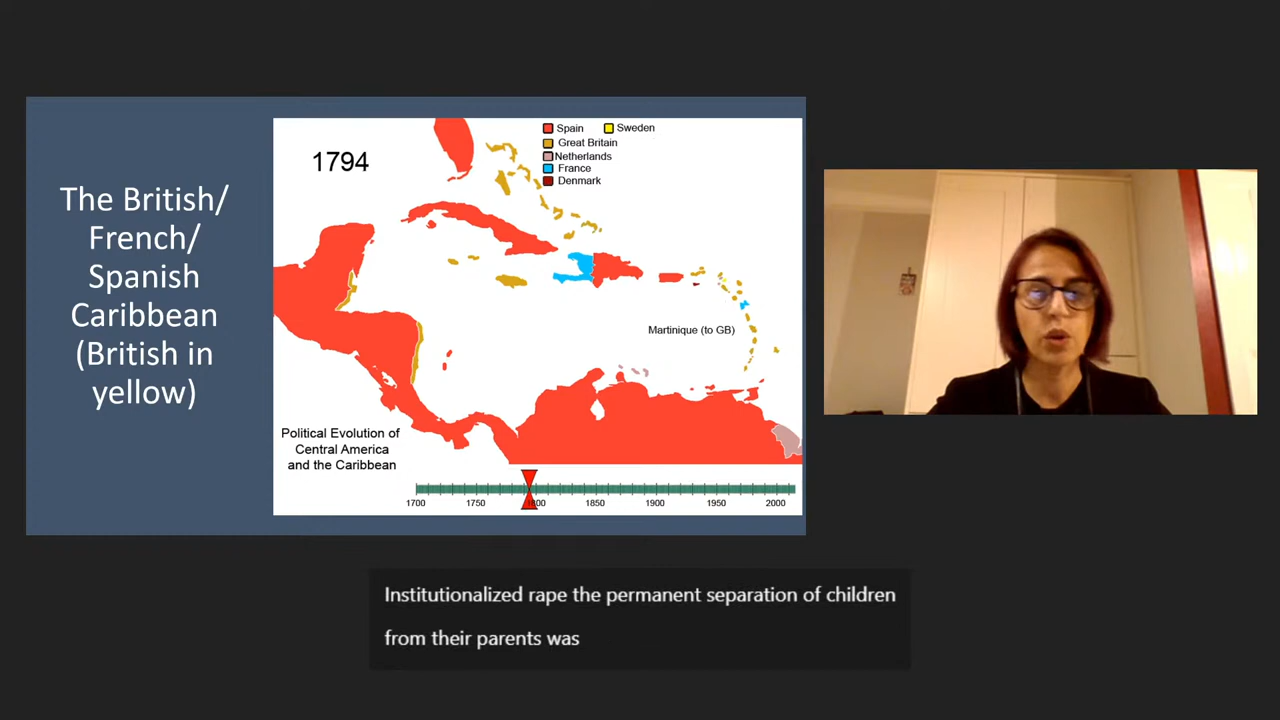 The British/
French/
Spanish
Caribbean
(British in
yellow)
1794
Spain
Sweden
Great Britain
Netherlands
France
Denmark
Martinique (to GB)
Political Evolution of
Central America
and the Caribbean
1700 1750 1800 1850 1900 1950 2000
Institutionalized rape the permanent separation of children
from their parents was